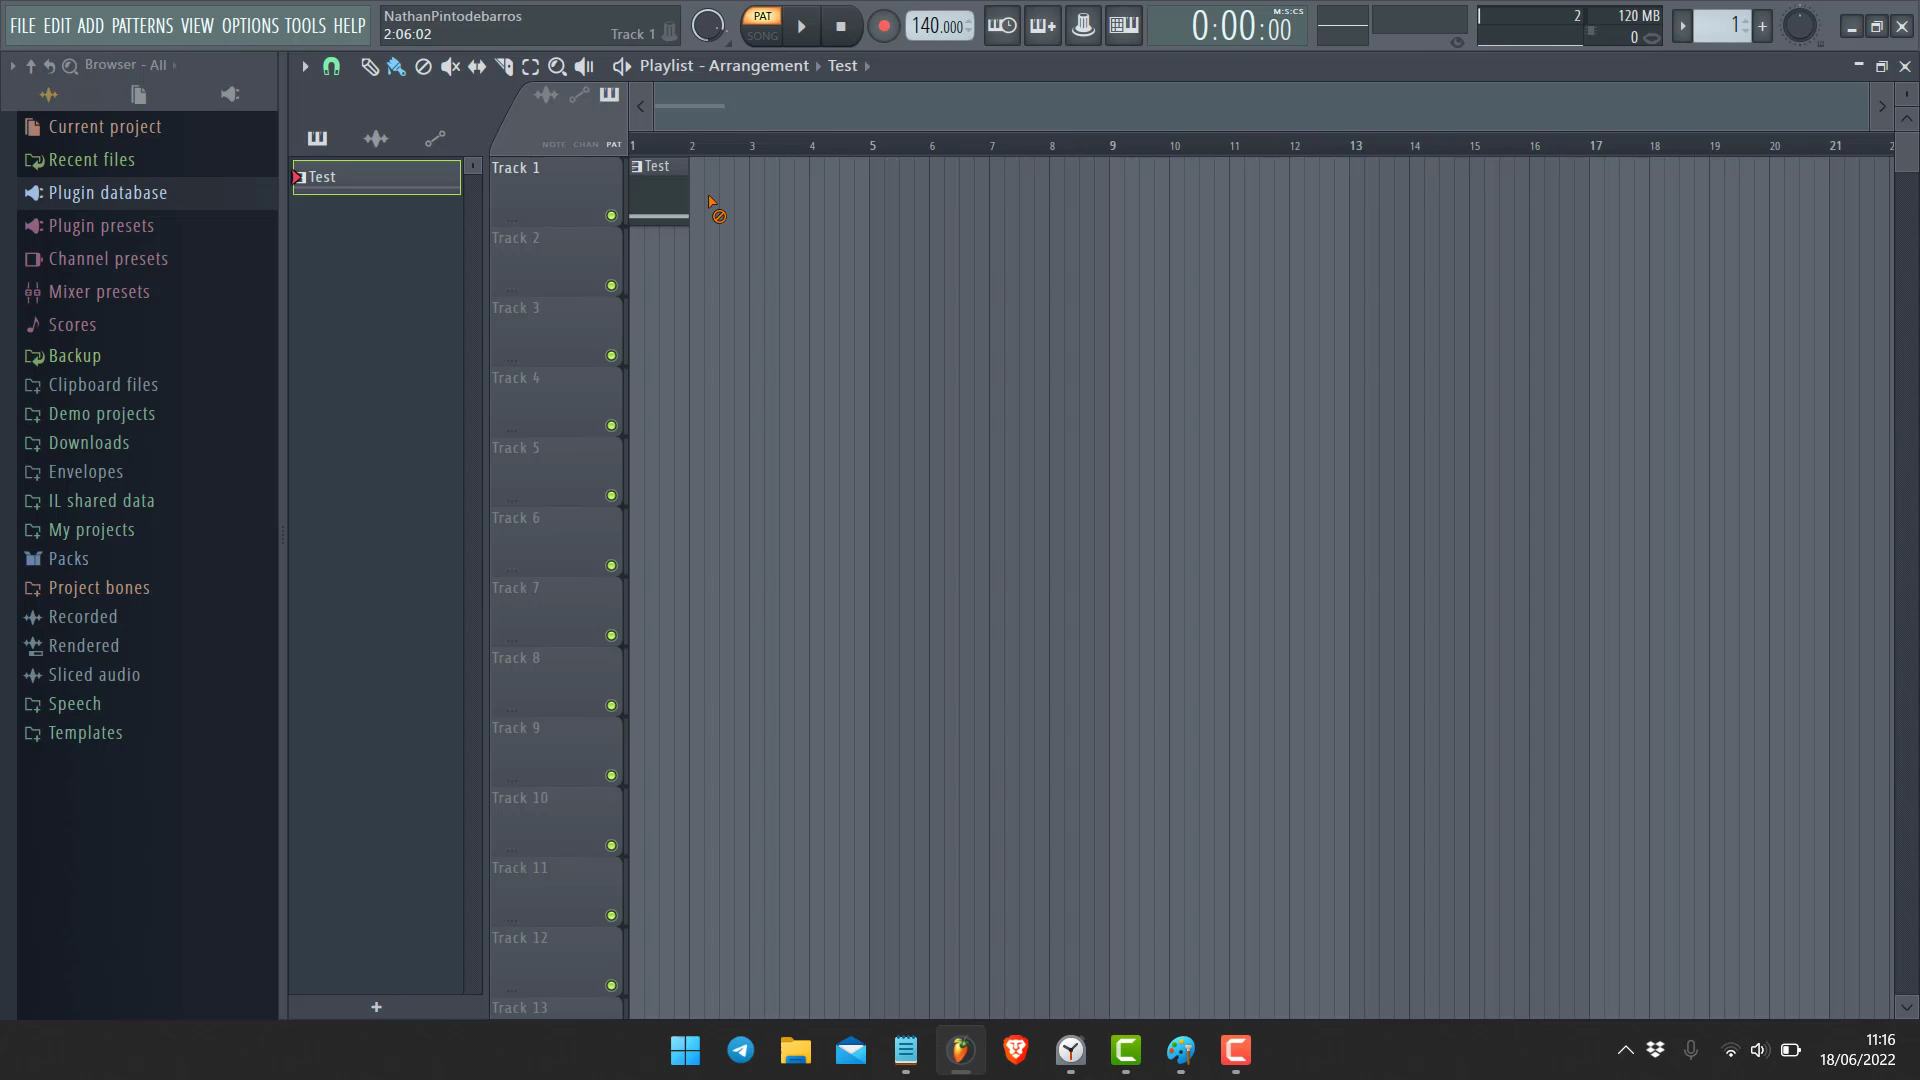 FILE EDIT ADD PATTERNS VIEW OPTIONS TOOLS HELP
NathanPintodebarros
2:06:02
Track 1
PAT
SONG
140.000
0:00:00
M:S:CS
2
120 MB
0
1
Browser - All
Playlist - Arrangement
Test
NOTE CHAN PAT
1 2 3 4 5 6 7 8 9 10 11 12 13 14 15 16 17 18 19 20 21
Current project
Recent files
Plugin database
Plugin presets
Channel presets
Mixer presets
Scores
Backup
Clipboard files
Demo projects
Downloads
Envelopes
IL shared data
My projects
Packs
Project bones
Recorded
Rendered
Sliced audio
Speech
Templates
Test
Track 1
Track 2
Track 3
Track 4
Track 5
Track 6
Track 7
Track 8
Track 9
Track 10
Track 11
Track 12
Track 13
Test
11:16
18/06/2022